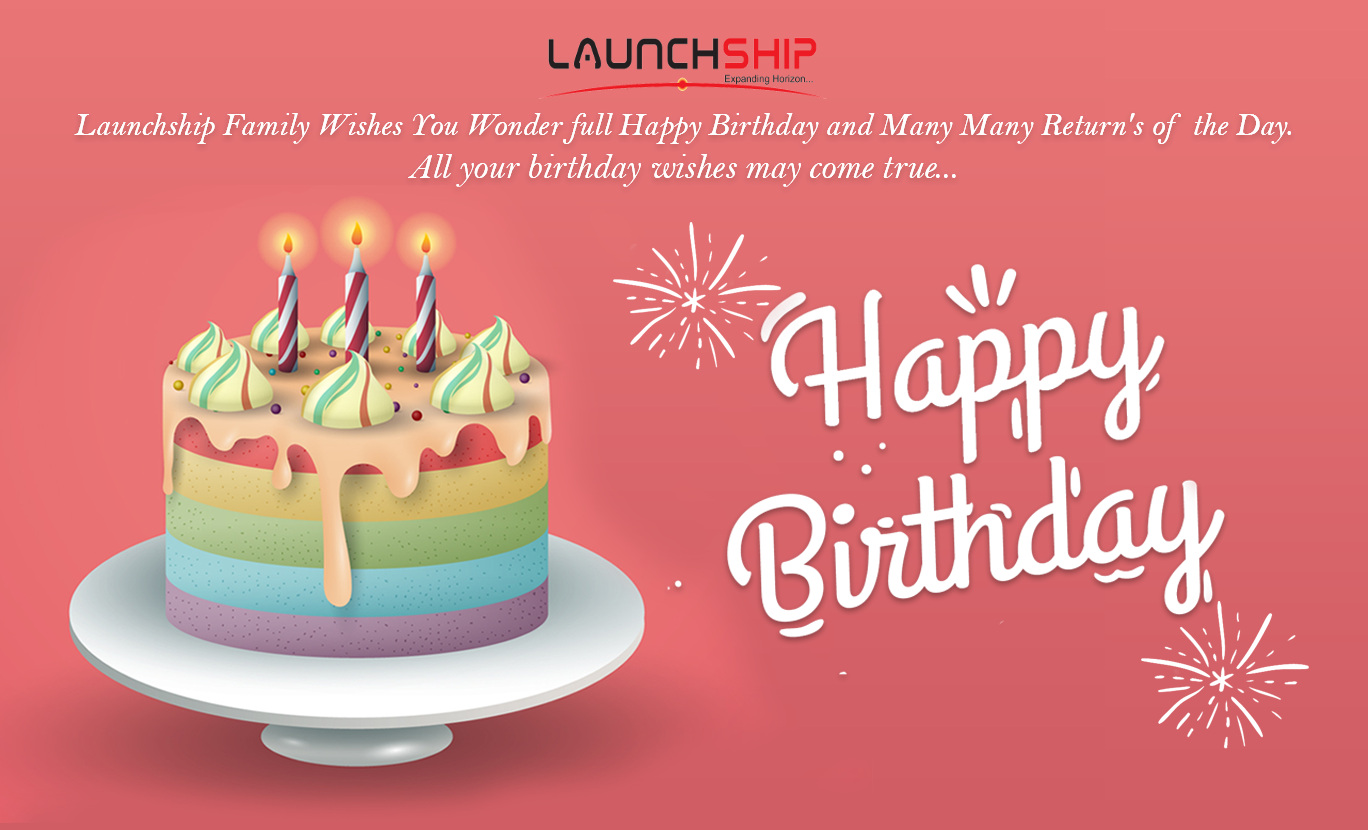 LAUNCHSHIP
Expanding Horizon...
Launchship Family Wishes You Wonder full Happy Birthday and Many Many Return's of the Day.
All your birthday wishes may come true...
Happy
Birthday